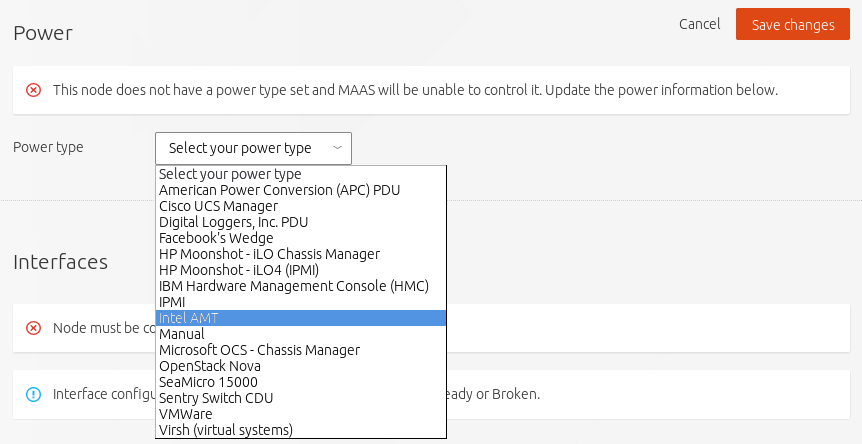 Power
Cancel
Save changes
This node does not have a power type set and MAAS will be unable to control it. Update the power information below.
Power type
Select your power type
Select your power type
American Power Conversion (APC) PDU
Cisco UCS Manager
Digital Loggers, Inc. PDU
Facebook's Wedge
HP Moonshot - iLO Chassis Manager
HP Moonshot - iLO4 (IPMI)
IBM Hardware Management Console (HMC)
IPMI
Intel AMT
Manual
Microsoft OCS - Chassis Manager
OpenStack Nova
SeaMicro 15000
Sentry Switch CDU
VMWare
Virsh (virtual systems)
Interfaces
Node must be co
Interface configu eady or Broken.